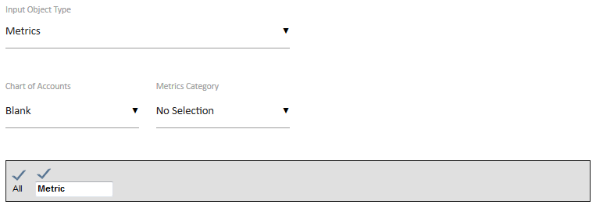 Input Object Type
Metrics
Chart of Accounts Metrics Category
Blank No Selection
All Metric